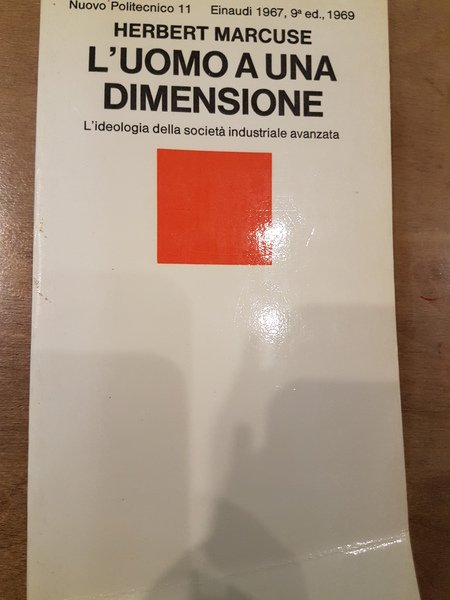 Nuovo Politecnico 11 Einaudi 1967, 9ª ed., 1969
HERBERT MARCUSE
L'UOMO A UNA
DIMENSIONE
L'ideologia della società industriale avanzata